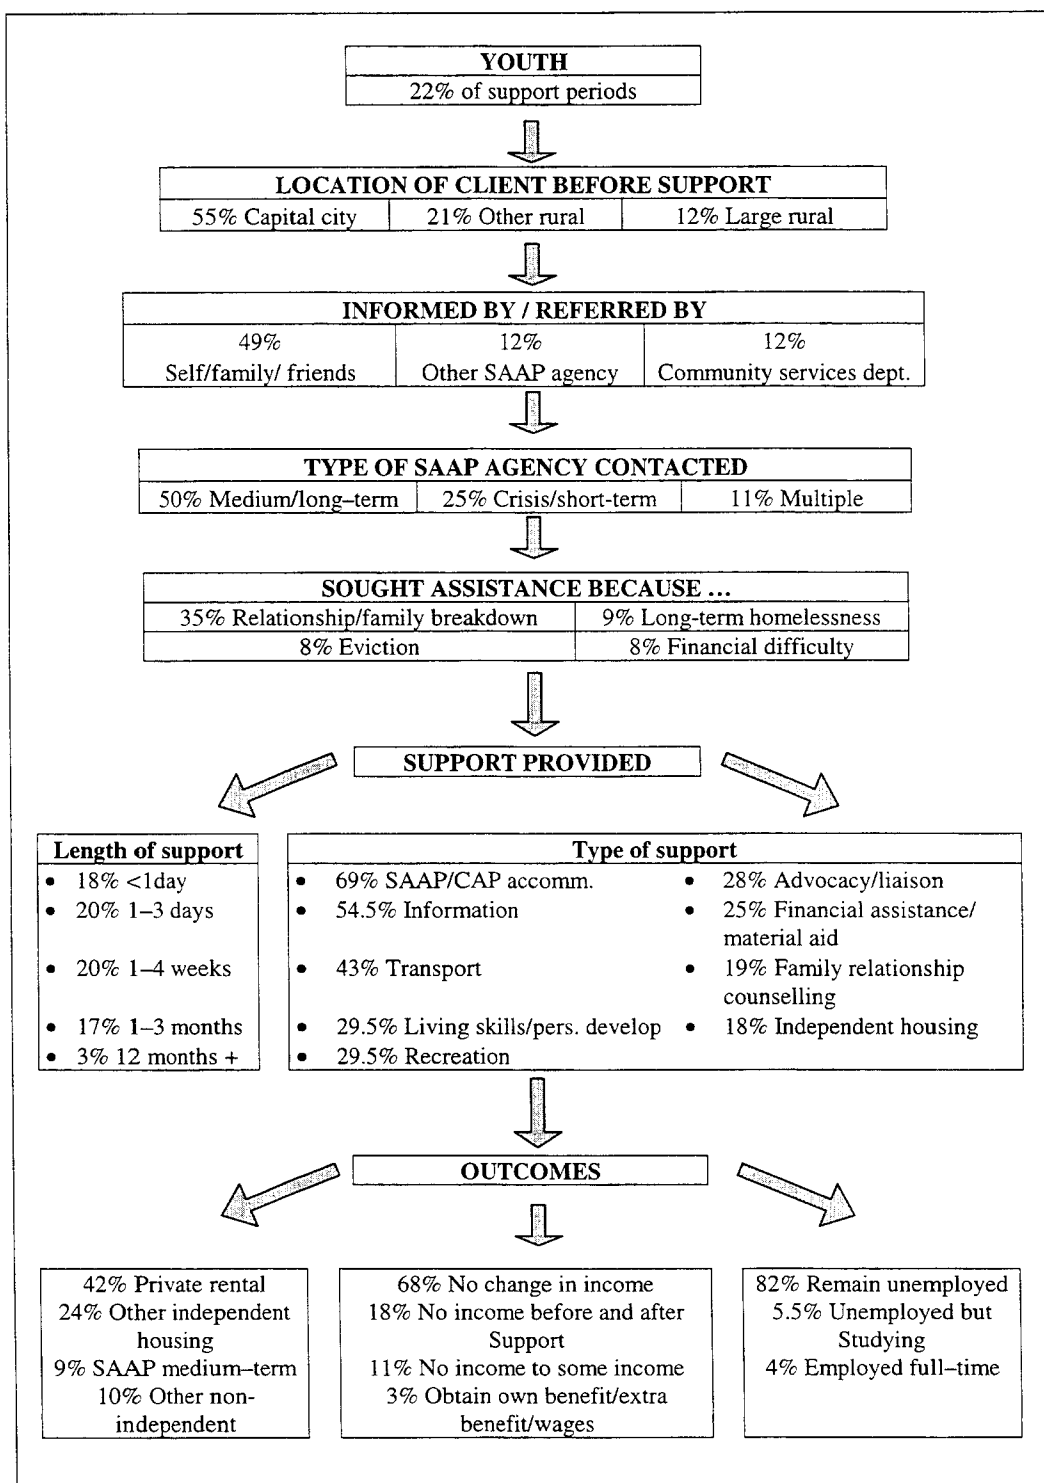 YOUTH
22% of support periods
LOCATION OF CLIENT BEFORE SUPPORT
55% Capital city
21% Other rural
12% Large rural
INFORMED BY / REFERRED BY
49%
Self/family/ friends
12%
Other SAAP agency
12%
Community services dept.
TYPE OF SAAP AGENCY CONTACTED
50% Medium/long–term
25% Crisis/short-term
11% Multiple
SOUGHT ASSISTANCE BECAUSE ...
35% Relationship/family breakdown
9% Long-term homelessness
8% Eviction
8% Financial difficulty
SUPPORT PROVIDED
Length of support
• 18% <1day
• 20% 1–3 days
• 20% 1–4 weeks
• 17% 1–3 months
• 3% 12 months +
Type of support
• 69% SAAP/CAP accomm.
• 54.5% Information
• 43% Transport
• 29.5% Living skills/pers. develop
• 29.5% Recreation
• 28% Advocacy/liaison
• 25% Financial assistance/
material aid
• 19% Family relationship
counselling
• 18% Independent housing
OUTCOMES
42% Private rental
24% Other independent
housing
9% SAAP medium–term
10% Other non-
independent
68% No change in income
18% No income before and after
Support
11% No income to some income
3% Obtain own benefit/extra
benefit/wages
82% Remain unemployed
5.5% Unemployed but
Studying
4% Employed full–time